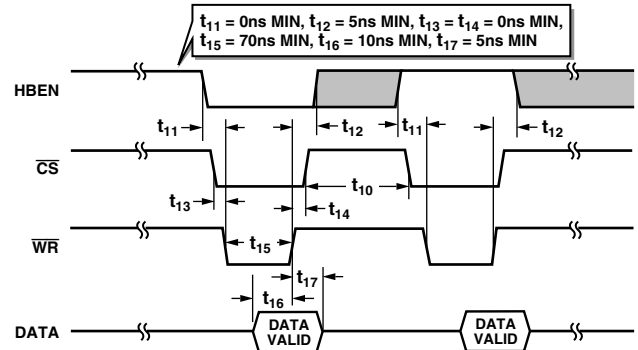 t11 = 0ns MIN, t12 = 5ns MIN, t13 = t14 = 0ns MIN,
t15 = 70ns MIN, t16 = 10ns MIN, t17 = 5ns MIN
HBEN
t11
t12
t11
t12
CS
t13
t14
t10
WR
t15
t17
t16
DATA
DATA
VALID
DATA
VALID